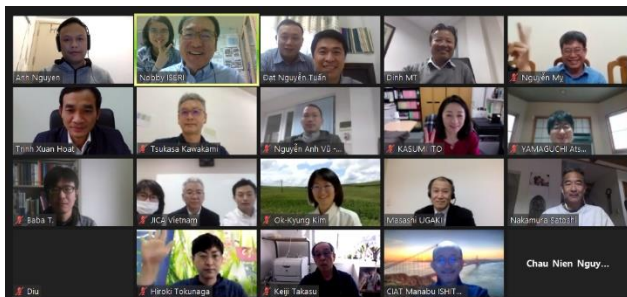 Anh Nguyen
Nobby ISERI
Đạt Nguyễn Tuấn
Dinh MT
Nguyễn My
Trịnh Xuan Hoat
Tsukasa Kawakami
Nguyễn Anh Vũ -...
KASUMI ITO
YAMAGUCHI Ats...
Baba T.
JICA Vietnam
Ok-Kyung Kim
Masashi UGAKI
Nakamura Satoshi
Diu
Hiroki Tokunaga
Keiji Takasu
CIAT Manabu ISHIT...
Chau Nien Nguy...